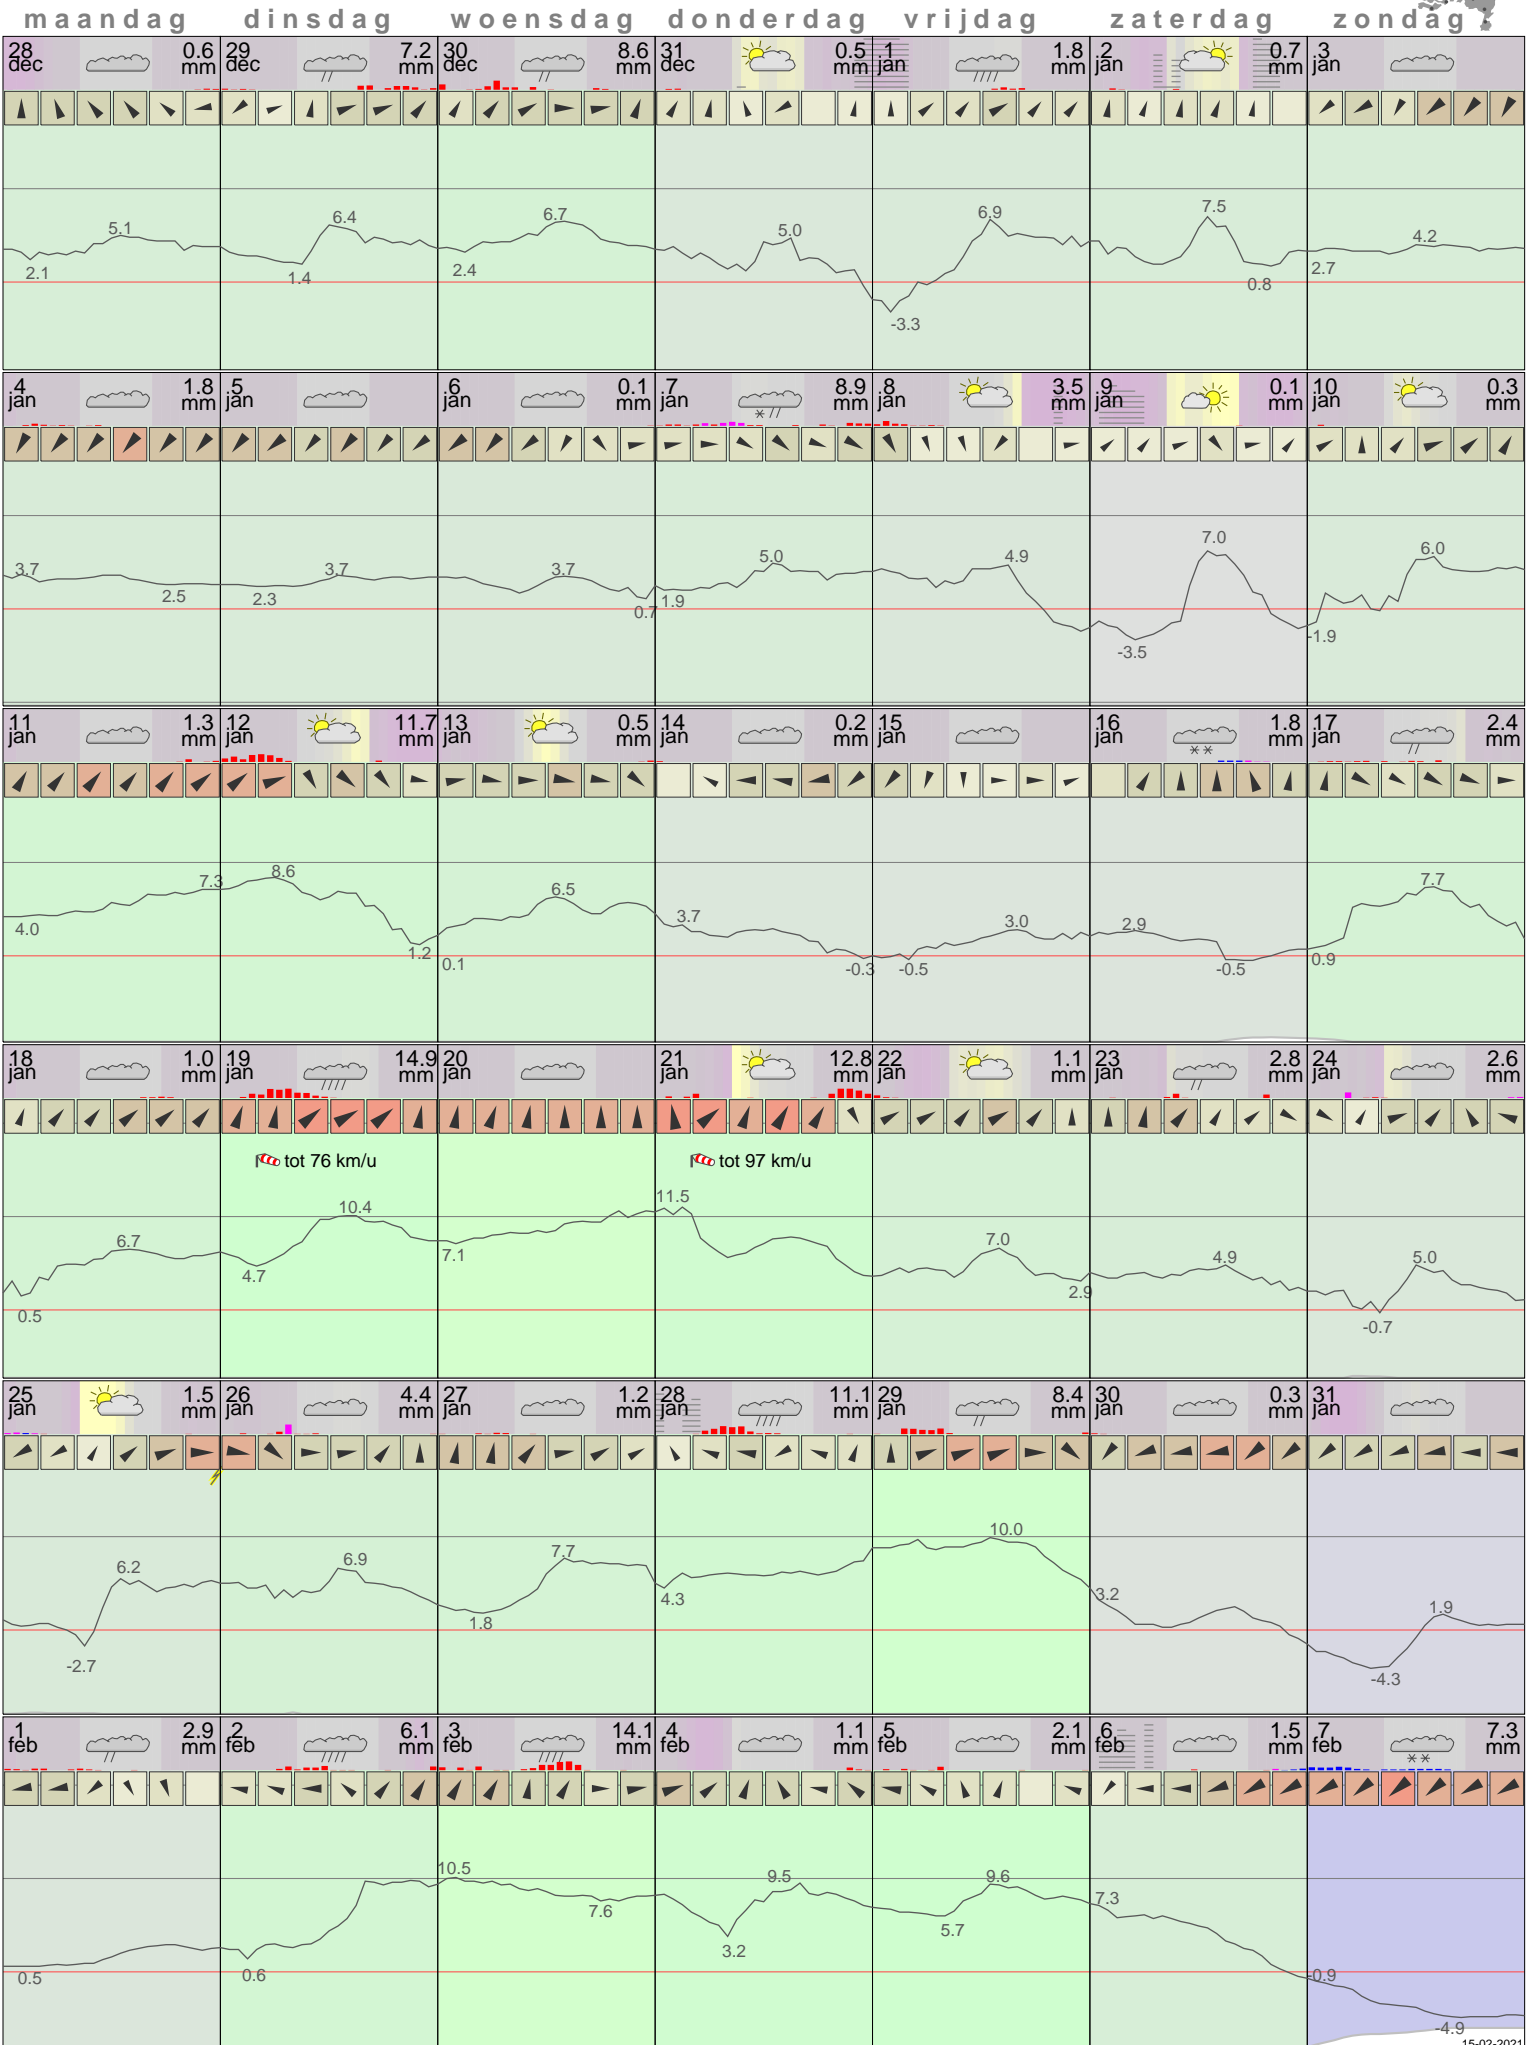 maandag dinsdag woensdag donderdag vrijdag zaterdag zondag
28 dec 0.6 mm 29 dec 7.2 mm 30 dec 8.6 mm 31 dec 0.5 mm 1 jan 1.8 mm 2 jan 0.7 mm 3 jan
5.1 6.4 6.7 5.0 6.9 7.5 4.2
2.1 1.4 2.4 -3.3 0.8 2.7
4 jan 1.8 mm 5 jan 6 jan 0.1 mm 7 jan 8.9 mm 8 jan 3.5 mm 9 jan 0.1 mm 10 jan 0.3 mm
3.7 3.7 3.7 5.0 4.9 7.0 6.0
2.5 2.3 0.7 1.9 -3.5 -1.9
11 jan 1.3 mm 12 jan 11.7 mm 13 jan 0.5 mm 14 jan 0.2 mm 15 jan 16 jan 1.8 mm 17 jan 2.4 mm
7.3 8.6 6.5 3.7 3.0 2.9 7.7
4.0 1.2 0.1 -0.3 -0.5 -0.5 0.9
18 jan 1.0 mm 19 jan 14.9 mm 20 jan 21 jan 12.8 mm 22 jan 1.1 mm 23 jan 2.8 mm 24 jan 2.6 mm
tot 76 km/u tot 97 km/u
6.7 10.4 11.5 7.0 4.9 5.0
0.5 4.7 7.1 2.9 -0.7
25 jan 1.5 mm 26 jan 4.4 mm 27 jan 1.2 mm 28 jan 11.1 mm 29 jan 8.4 mm 30 jan 0.3 mm 31 jan
6.2 6.9 7.7 10.0 3.2 1.9
-2.7 1.8 4.3 -4.3
1 feb 2.9 mm 2 feb 6.1 mm 3 feb 14.1 mm 4 feb 1.1 mm 5 feb 2.1 mm 6 feb 1.5 mm 7 feb 7.3 mm
10.5 9.5 9.6 7.3
0.5 0.6 7.6 3.2 5.7 -0.9 -4.9
15-02-2021